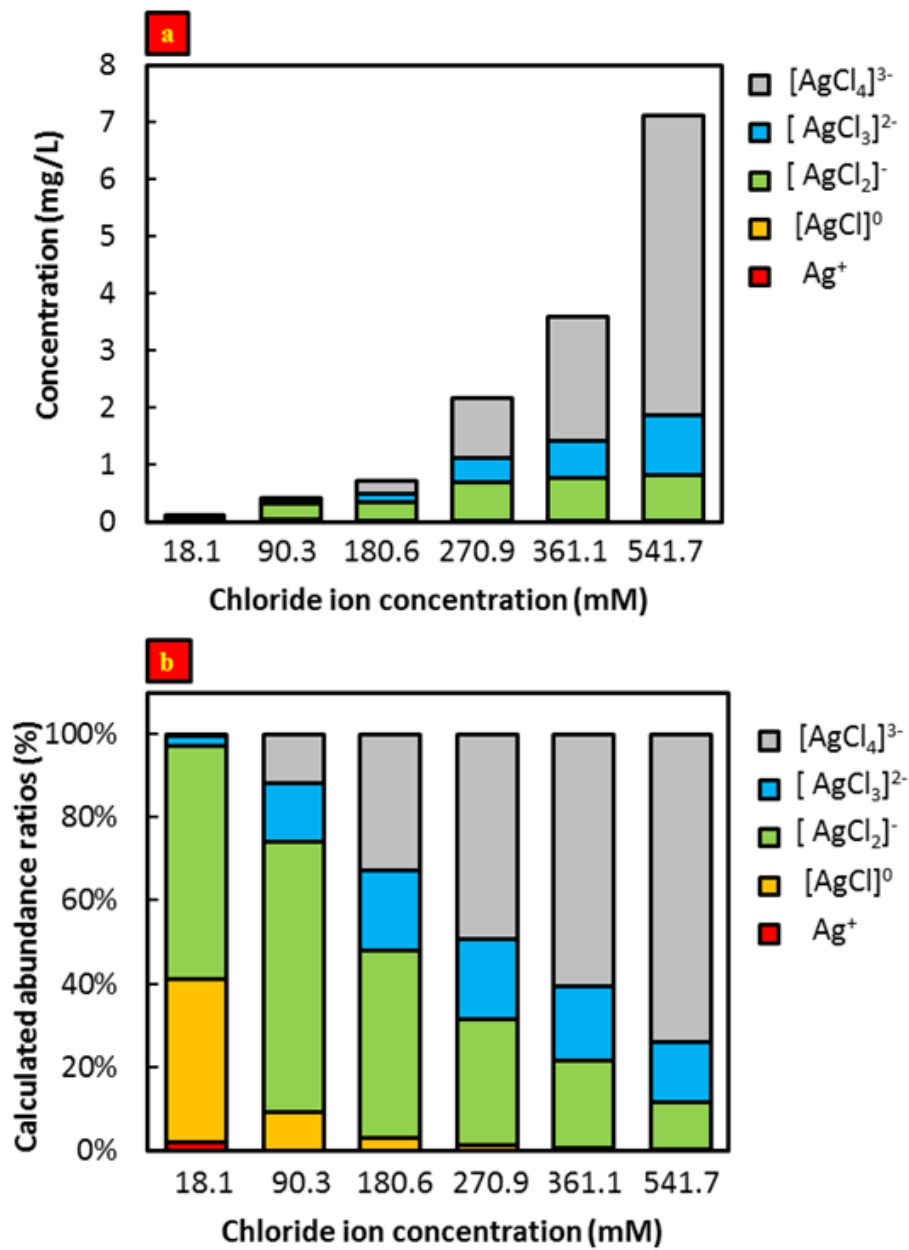 a
Concentration (mg/L)
8
7
6
5
4
3
2
1
0
18.1 90.3 180.6 270.9 361.1 541.7
Chloride ion concentration (mM)
[AgCl₄]³⁻
[ AgCl₃]²⁻
[ AgCl₂]⁻
[AgCl]⁰
Ag⁺
b
Calculated abundance ratios (%)
100%
80%
60%
40%
20%
0%
18.1 90.3 180.6 270.9 361.1 541.7
Chloride ion concentration (mM)
[AgCl₄]³⁻
[ AgCl₃]²⁻
[ AgCl₂]⁻
[AgCl]⁰
Ag⁺